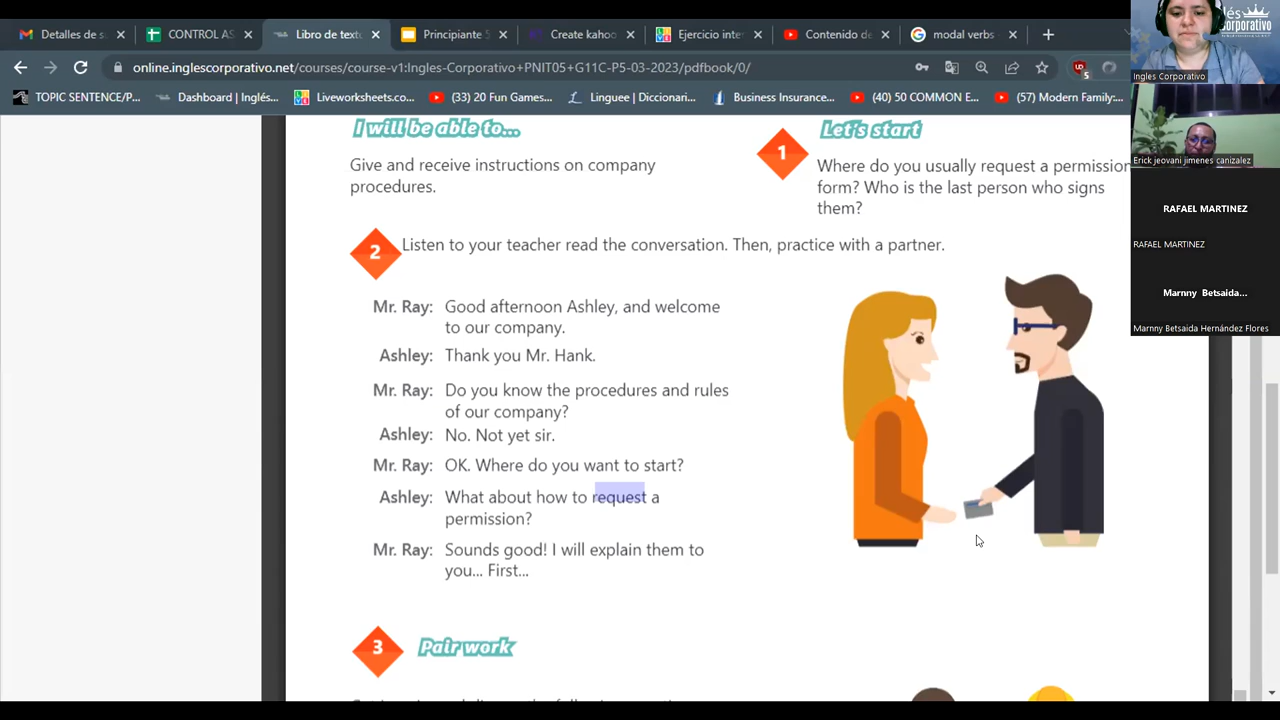 Detalles de s
CONTROL AS
Libro de texto
Principiante 5
Create kahoo
Ejercicio inte
Contenido de
modal verbs
online.inglescorporativo.net/courses/course-v1:Ingles-Corporativo+PNIT05+G11C-P5-03-2023/pdfbook/0/
5
TOPIC SENTENCE/P...
Dashboard | Inglés...
Liveworksheets.co...
(33) 20 Fun Games...
Linguee | Diccionari...
Business Insurance...
(40) 50 COMMON E...
(57) Modern Family:...
I will be able to...
Give and receive instructions on company
procedures.
1
Let's start
Where do you usually request a permission
form? Who is the last person who signs
them?
2
Listen to your teacher read the conversation. Then, practice with a partner.
Mr. Ray: Good afternoon Ashley, and welcome
to our company.
Ashley: Thank you Mr. Hank.
Mr. Ray: Do you know the procedures and rules
of our company?
Ashley: No. Not yet sir.
Mr. Ray: OK. Where do you want to start?
Ashley: What about how to request a
permission?
Mr. Ray: Sounds good! I will explain them to
you... First...
3
Pair work
Ingles Corporativo
Erick jeovani jimenes canizalez
RAFAEL MARTINEZ
RAFAEL MARTINEZ
Marnny Betsaida...
Marnny Betsaida Hernández Flores